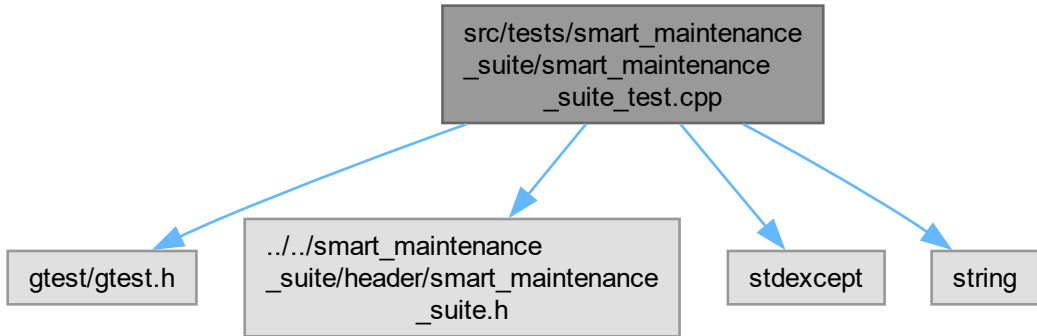 src/tests/smart_maintenance
_suite/smart_maintenance
_suite_test.cpp
gtest/gtest.h
../../smart_maintenance
_suite/header/smart_maintenance
_suite.h
stdexcept
string